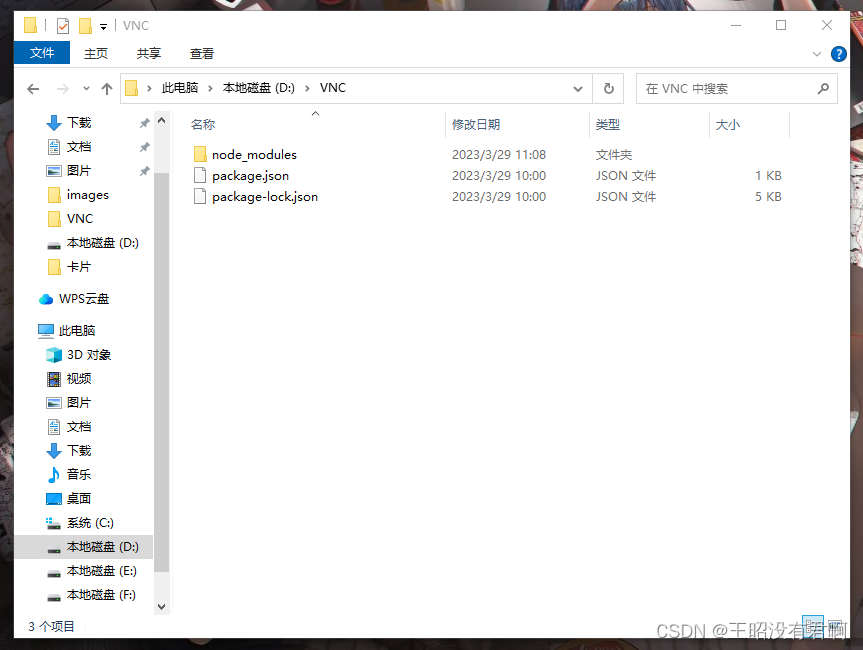 VNC
文件 主页 共享 查看
此电脑 本地磁盘 (D:) VNC
在 VNC 中搜索
名称 修改日期 类型 大小
node_modules 2023/3/29 11:08 文件夹
package.json 2023/3/29 10:00 JSON 文件 1 KB
package-lock.json 2023/3/29 10:00 JSON 文件 5 KB
下载
文档
图片
images
VNC
本地磁盘 (D:)
卡片
WPS云盘
此电脑
3D 对象
视频
图片
文档
下载
音乐
桌面
系统 (C:)
本地磁盘 (D:)
本地磁盘 (E:)
本地磁盘 (F:)
3 个项目
CSDN @王昭没有君啊